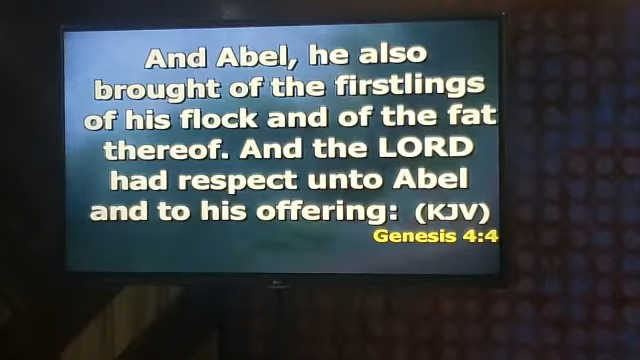 And Abel, he also
brought of the firstlings
of his flock and of the fat
thereof. And the LORD
had respect unto Abel
and to his offering: (KJV)
Genesis 4:4